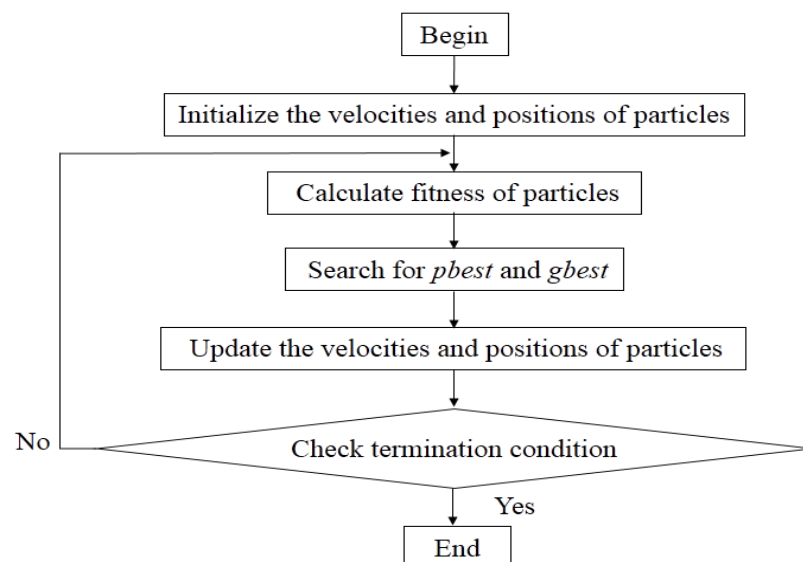 Begin
Initialize the velocities and positions of particles
Calculate fitness of particles
Search for pbest and gbest
Update the velocities and positions of particles
No
Check termination condition
Yes
End